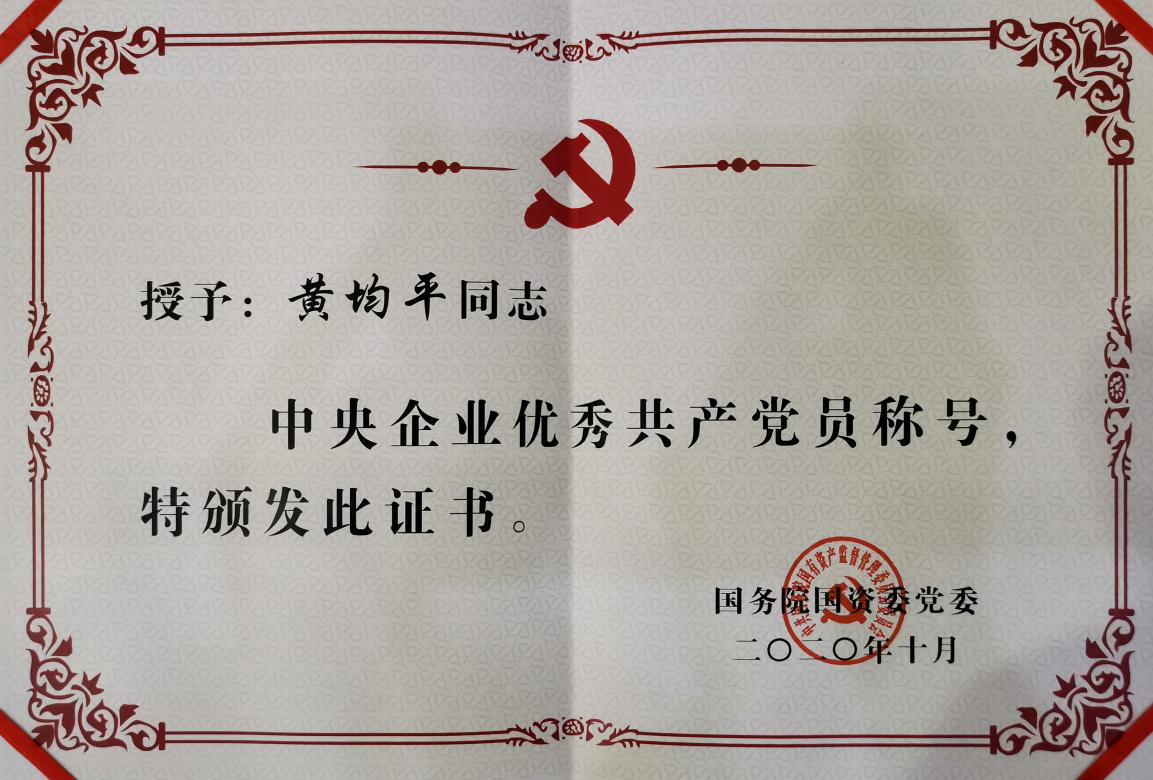 授予：黄均平同志
中央企业优秀共产党员称号，
特颁发此证书。
国务院国资委党委
二〇二〇年十月